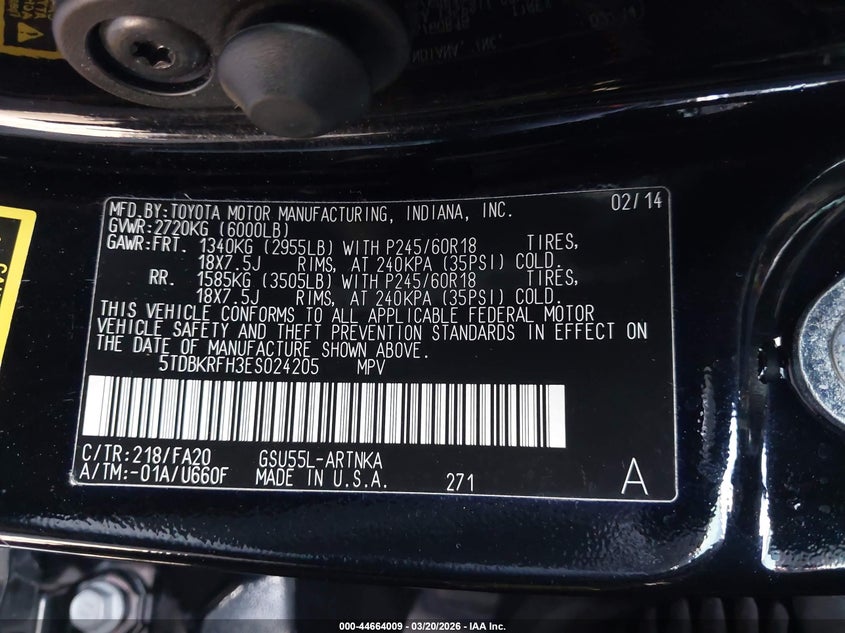 MFD.BY:TOYOTA MOTOR MANUFACTURING, INDIANA, INC. 02/14
GVWR:2720KG (6000LB)
GAWR:FRT. 1340KG (2955LB) WITH P245/60R18 TIRES,
18X7.5J RIMS, AT 240KPA (35PSI) COLD.
RR. 1585KG (3505LB) WITH P245/60R18 TIRES,
18X7.5J RIMS, AT 240KPA (35PSI) COLD.
THIS VEHICLE CONFORMS TO ALL APPLICABLE FEDERAL MOTOR
VEHICLE SAFETY AND THEFT PREVENTION STANDARDS IN EFFECT ON
THE DATE OF MANUFACTURE SHOWN ABOVE.
5TDBKRFH3ES024205 MPV
C/TR:218/FA20 GSU55L-ARTNKA
A/TM:-01A/U660F MADE IN U.S.A. 271 A
000-44664009 - 03/20/2026 - IAA Inc.